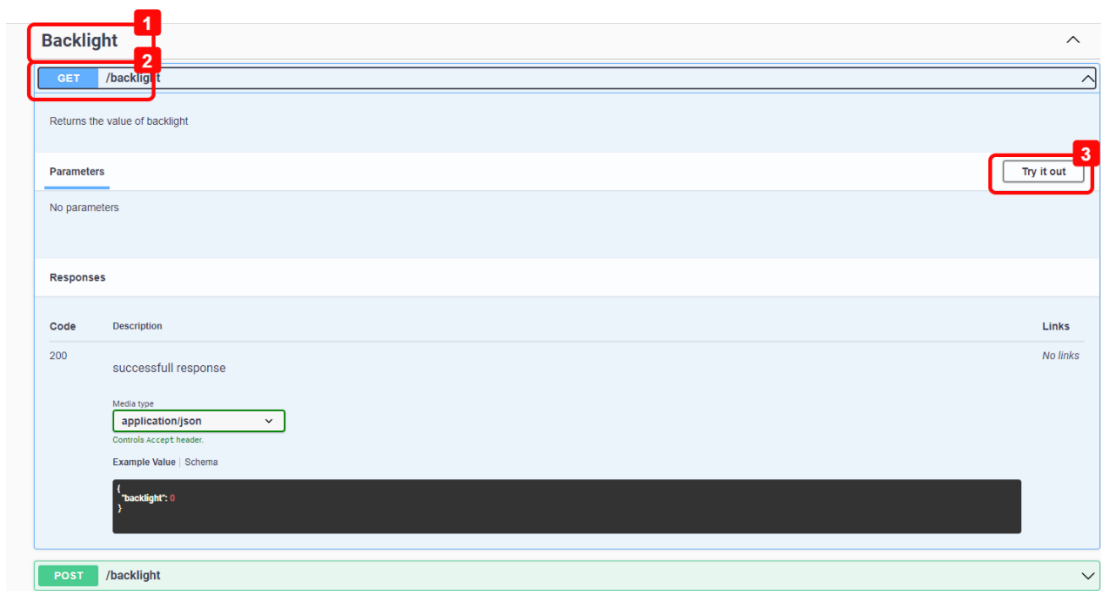 1
Backlight
2
GET /backlight
Returns the value of backlight
3
Parameters
Try it out
No parameters
Responses
Code Description Links
200 No links
successfull response
Media type
application/json
Controls Accept header.
Example Value | Schema
{
"backlight": 0
}
POST /backlight